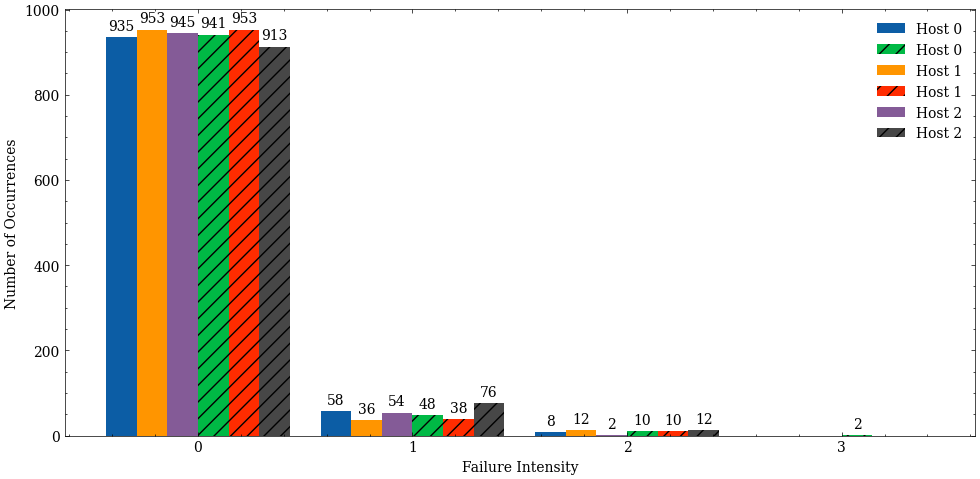 1000
800
600
400
200
0
Number of Occurrences
935 953 945 941 953 913
58 36 54 48 38 76
8 12 2 10 10 12
2
0 1 2 3
Failure Intensity
Host 0
Host 0
Host 1
Host 1
Host 2
Host 2